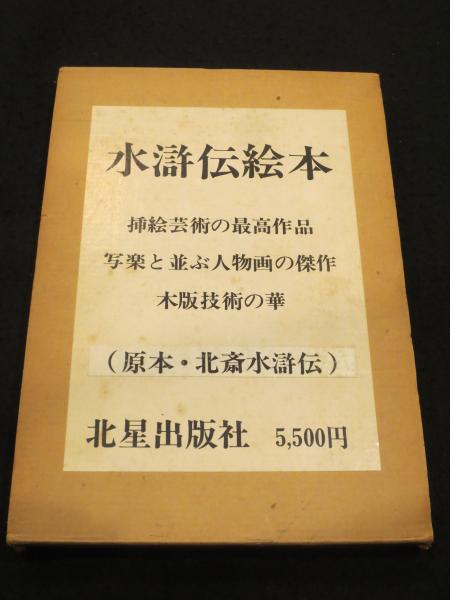 水滸伝絵本
挿絵芸術の最高作品
写楽と並ぶ人物画の傑作
木版技術の華
(原本・北斎水滸伝)
北星出版社 5,500円